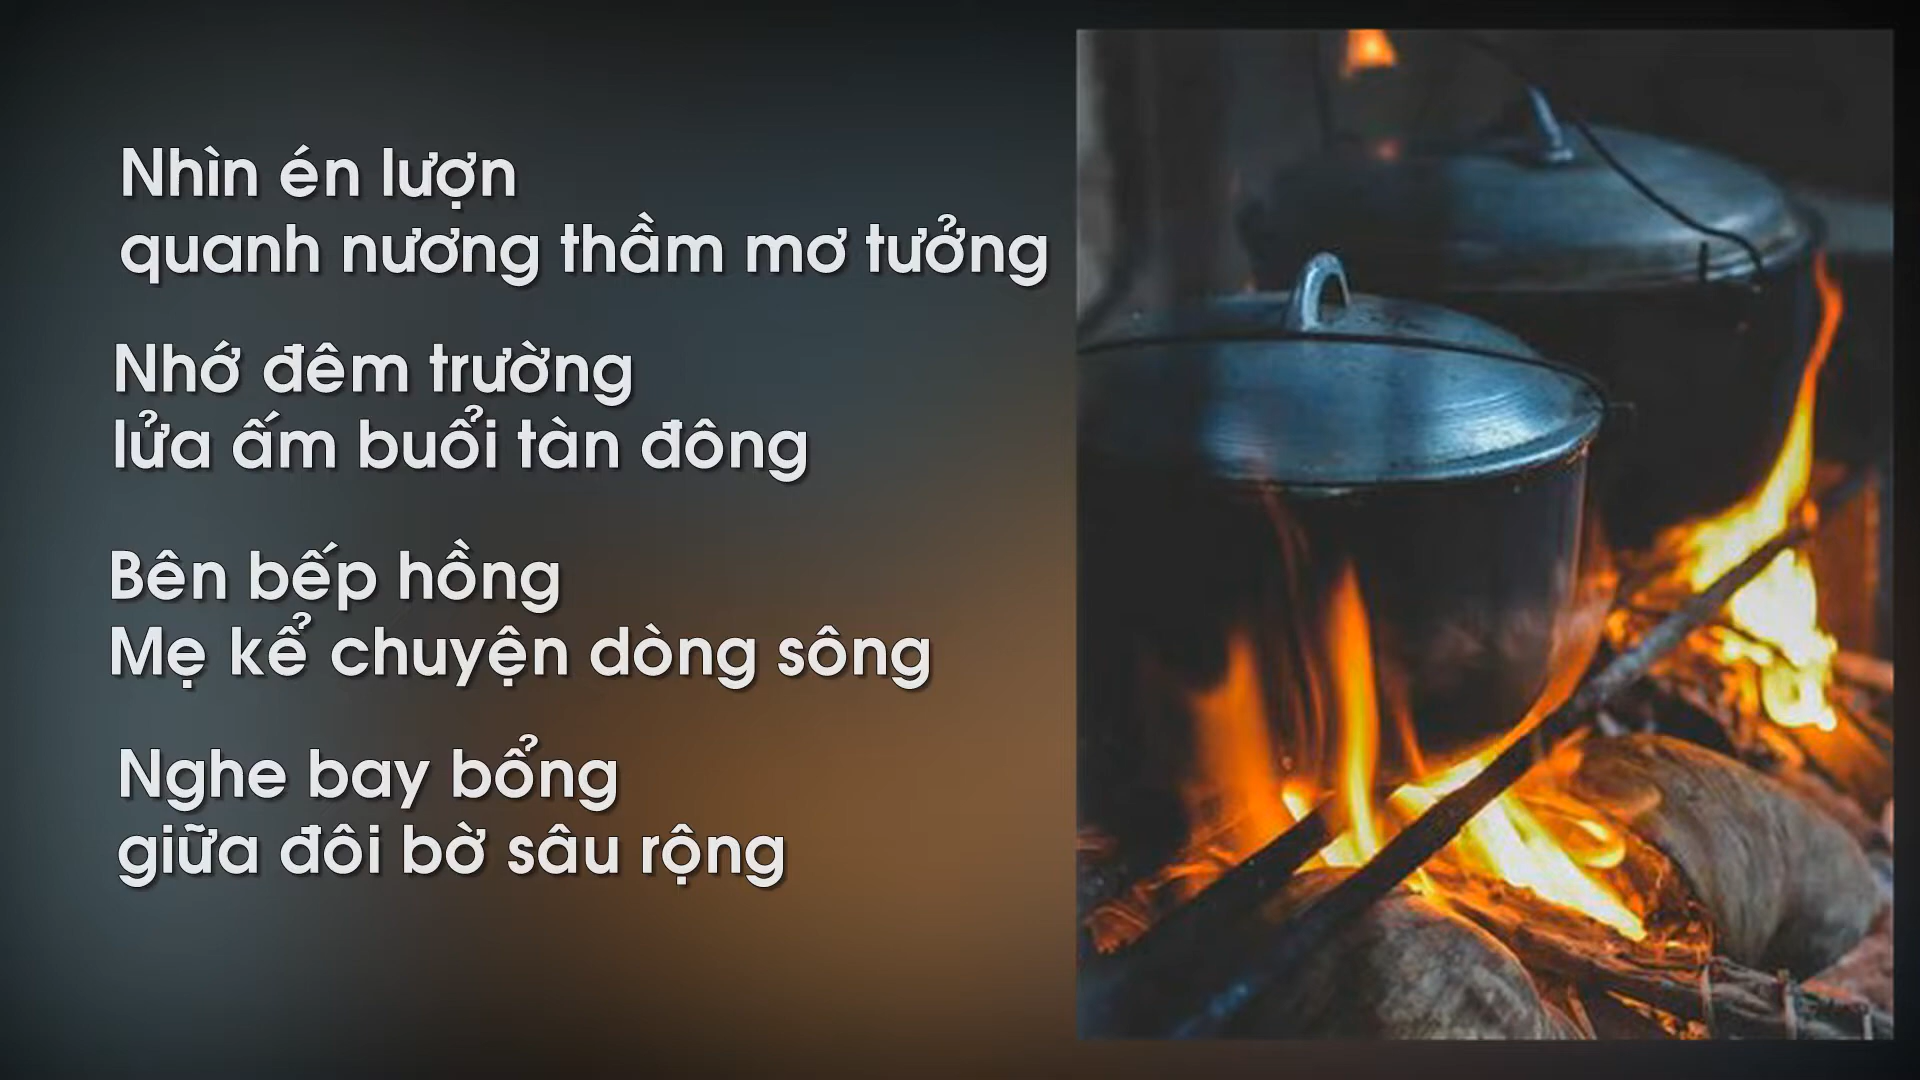 Nhìn én lượn
quanh nương thầm mơ tưởng
Nhớ đêm trường
lửa ấm buổi tàn đông
Bên bếp hồng
Mẹ kể chuyện dòng sông
Nghe bay bổng
giữa đôi bờ sâu rộng